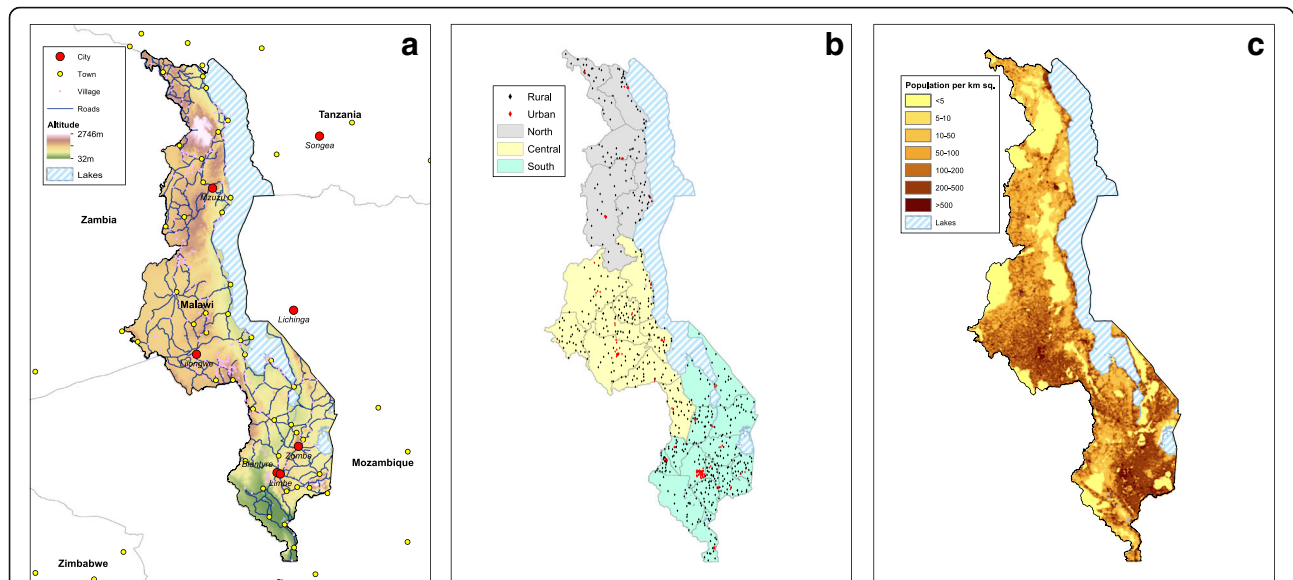 a
City
Town
Village
Roads
Altitude
2746m
32m
Lakes
Tanzania
Songea
Mzuzu
Zambia
Malawi
Lichinga
Lilongwe
Zomba
Blantyre
Limbe
Mozambique
Zimbabwe
b
Rural
Urban
North
Central
South
c
Population per km sq.
<5
5-10
10-50
50-100
100-200
200-500
>500
Lakes